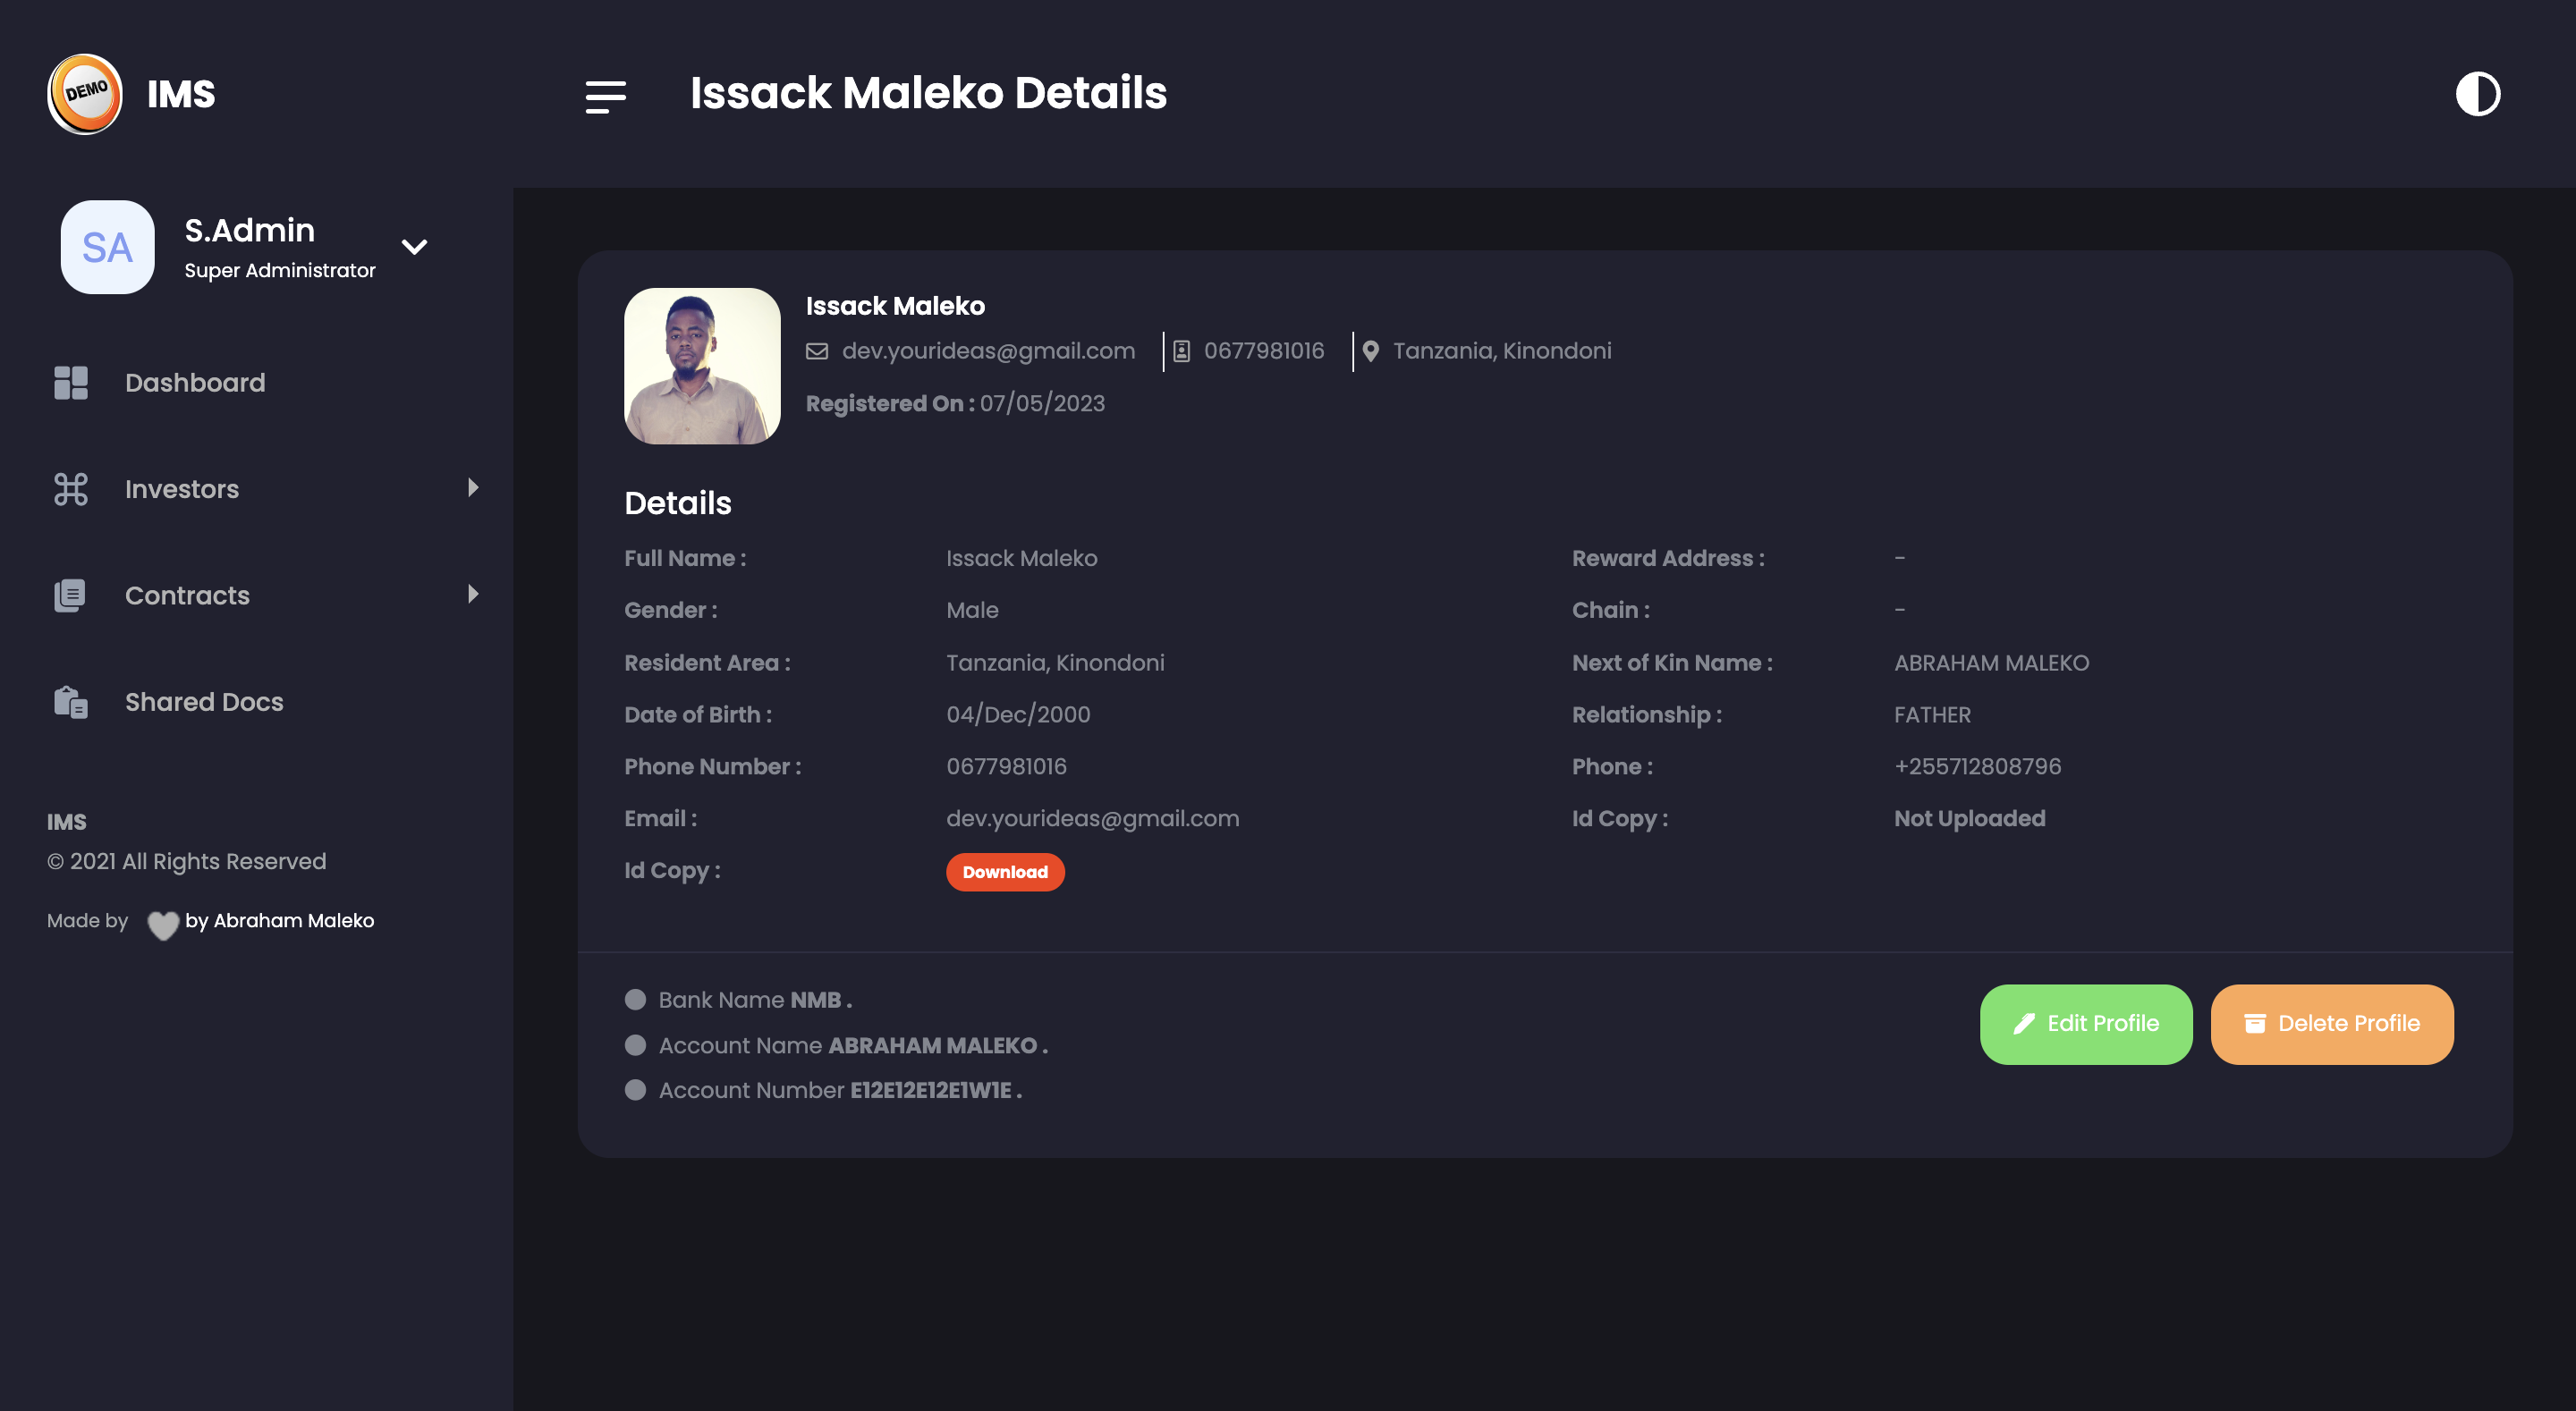 DEMO
IMS
Issack Maleko Details
SA
S.Admin
Super Administrator
Dashboard
Investors
Contracts
Shared Docs
IMS
© 2021 All Rights Reserved
Made by by Abraham Maleko
Issack Maleko
dev.yourideas@gmail.com 0677981016 Tanzania, Kinondoni
Registered On : 07/05/2023
Details
Full Name : Issack Maleko
Gender : Male
Resident Area : Tanzania, Kinondoni
Date of Birth : 04/Dec/2000
Phone Number : 0677981016
Email : dev.yourideas@gmail.com
Id Copy : Download
Reward Address : -
Chain : -
Next of Kin Name : ABRAHAM MALEKO
Relationship : FATHER
Phone : +255712808796
Id Copy : Not Uploaded
Bank Name NMB .
Account Name ABRAHAM MALEKO .
Account Number E12E12E12E1W1E .
Edit Profile
Delete Profile